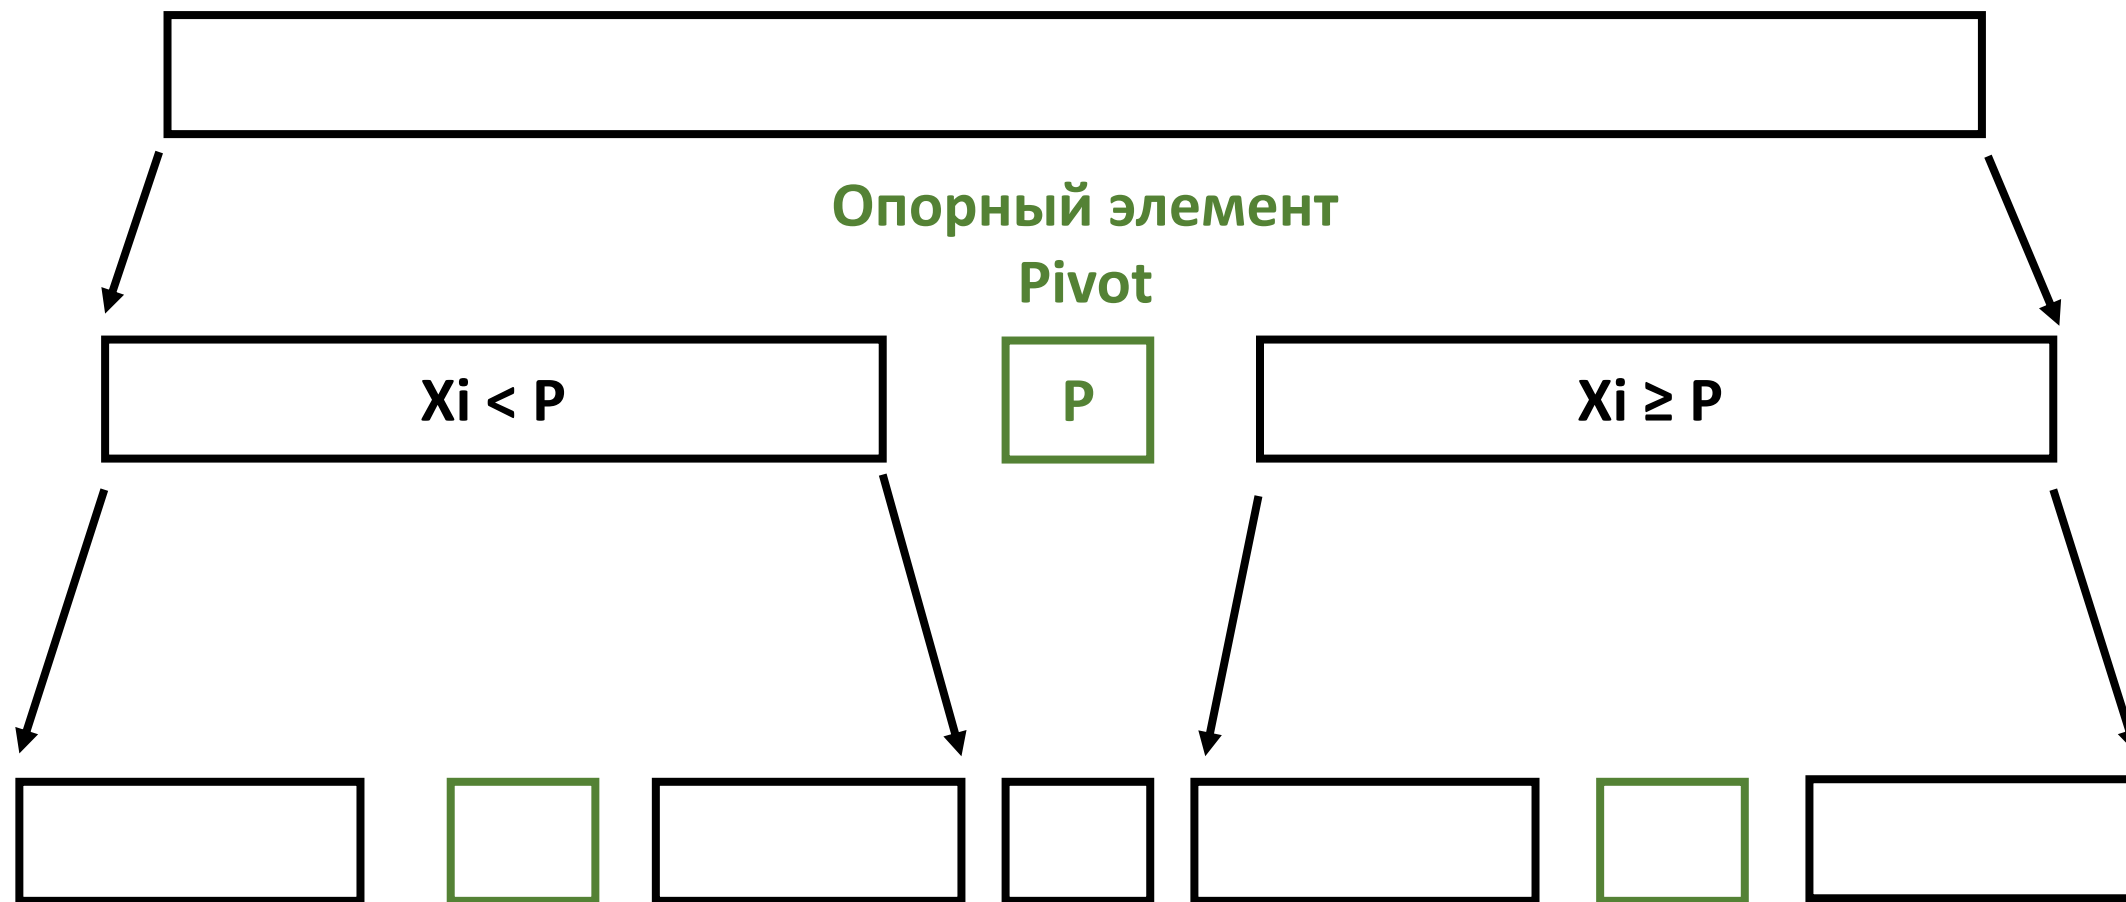 Опорный элемент
Pivot
Xi < P
P
Xi ≥ P